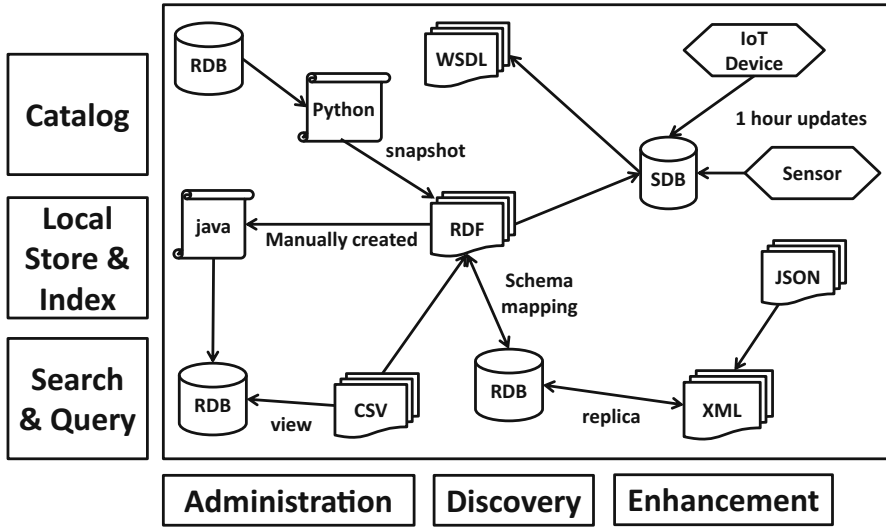 Catalog
Local
Store &
Index
Search
& Query
RDB
Python
WSDL
IoT
Device
1 hour updates
snapshot
SDB
Sensor
java
Manually created
RDF
Schema
mapping
JSON
RDB
view
CSV
RDB
replica
XML
Administration
Discovery
Enhancement